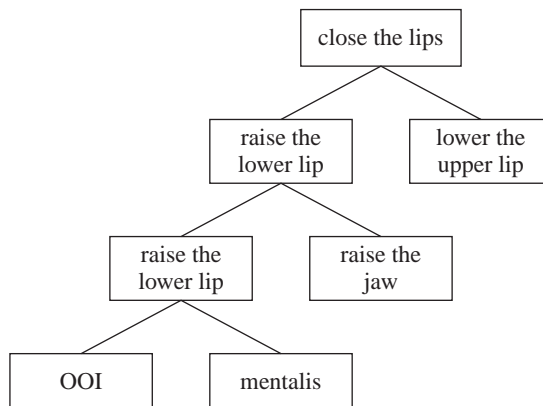 close the lips
raise the
lower lip
lower the
upper lip
raise the
lower lip
raise the
jaw
OOI
mentalis